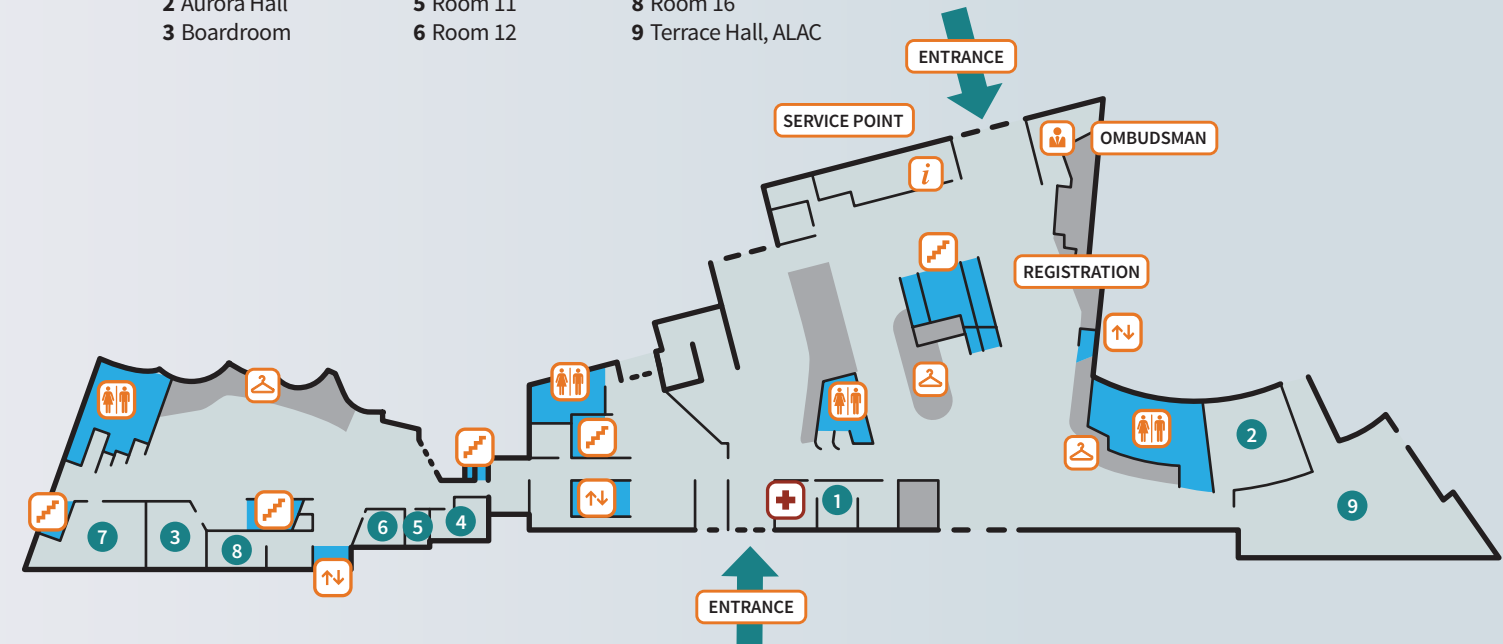 2 Aurora Hall
3 Boardroom
5 Room 11
6 Room 12
8 Room 16
9 Terrace Hall, ALAC
ENTRANCE
SERVICE POINT
OMBUDSMAN
i
REGISTRATION
2
9
1
4
5
6
7
3
8
ENTRANCE